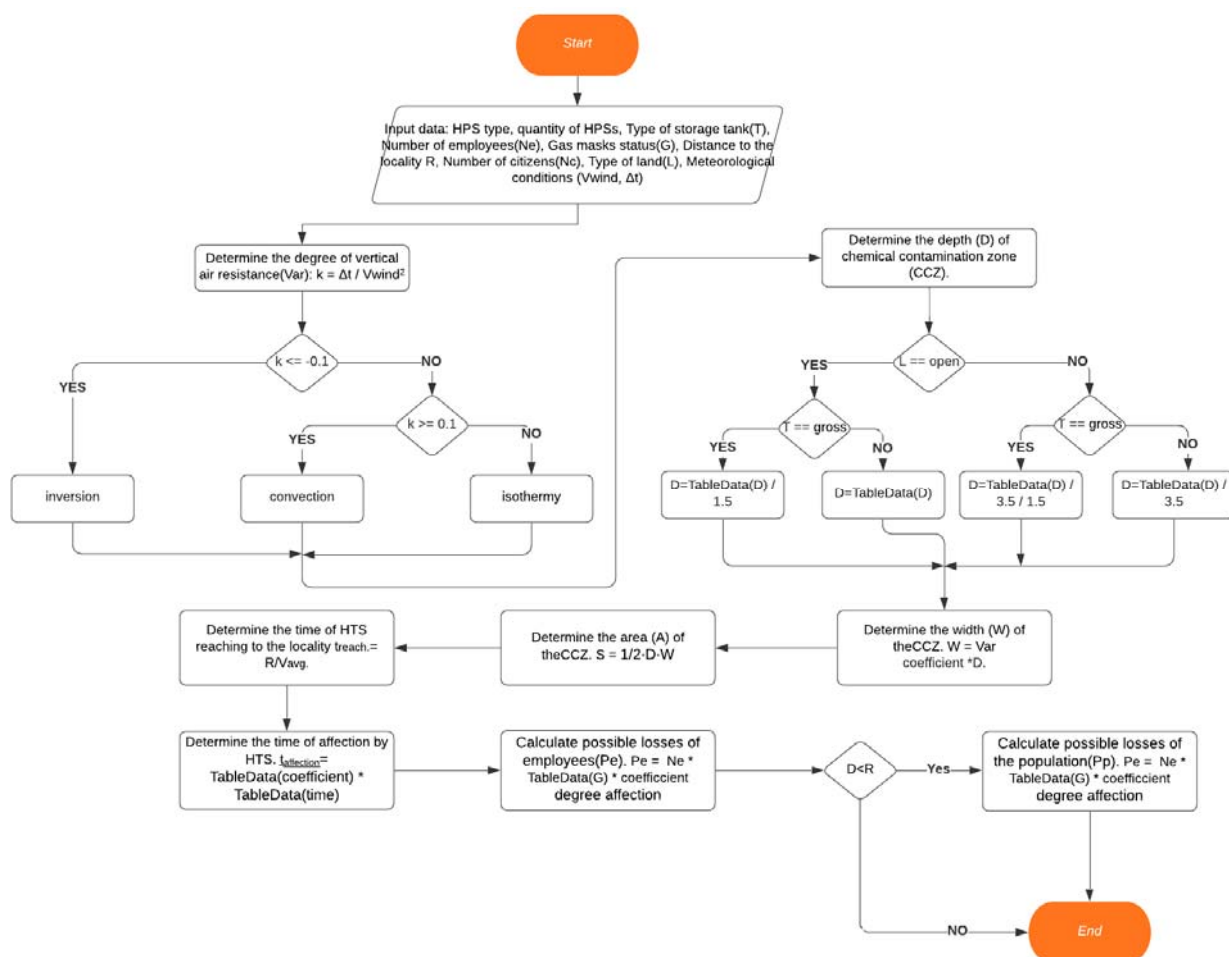 Start
Input data: HPS type, quantity of HPSs, Type of storage tank(T),
Number of employees(Ne), Gas masks status(G), Distance to the
locality R, Number of citizens(Nc), Type of land(L), Meteorological
conditions (Vwind, Δt)
Determine the degree of vertical
air resistance(Var): k = Δt / Vwind²
k <= -0.1
YES
NO
k >= 0.1
YES
NO
inversion
convection
isothermy
Determine the depth (D) of
chemical contamination zone
(CCZ).
L == open
YES
NO
T == gross
YES
NO
T == gross
YES
NO
D=TableData(D) /
1.5
D=TableData(D)
D=TableData(D) /
3.5 / 1.5
D=TableData(D) /
3.5
Determine the width (W) of
theCCZ. W = Var
coefficient *D.
Determine the area (A) of
theCCZ. S = 1/2·D·W
Determine the time of HTS
reaching to the locality treach.=
R/Vavg.
Determine the time of affection by
HTS. taffection=
TableData(coefficient) *
TableData(time)
Calculate possible losses of
employees(Pe). Pe = Ne *
TableData(G) * coefficcient
degree affection
D<R
Yes
NO
Calculate possible losses of
the population(Pp). Pe = Ne *
TableData(G) * coefficcient
degree affection
End